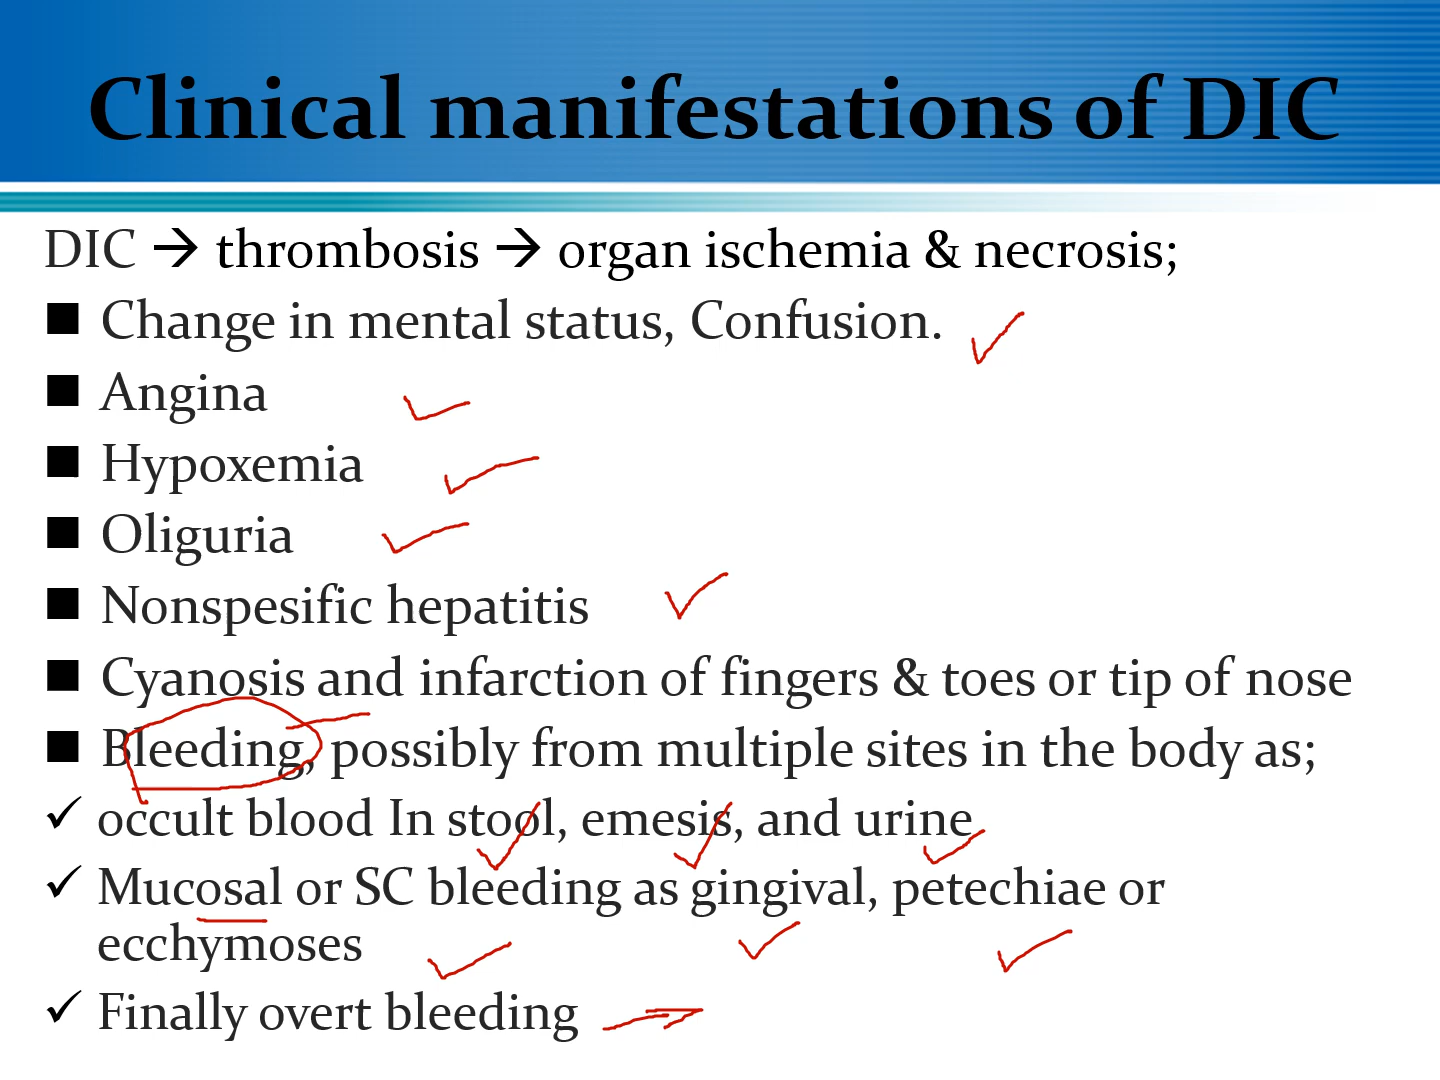 Clinical manifestations of DIC
DIC → thrombosis → organ ischemia & necrosis;
■ Change in mental status, Confusion.
■ Angina
■ Hypoxemia
■ Oliguria
■ Nonspesific hepatitis
■ Cyanosis and infarction of fingers & toes or tip of nose
■ Bleeding, possibly from multiple sites in the body as;
✓ occult blood In stool, emesis, and urine
✓ Mucosal or SC bleeding as gingival, petechiae or
ecchymoses
✓ Finally overt bleeding